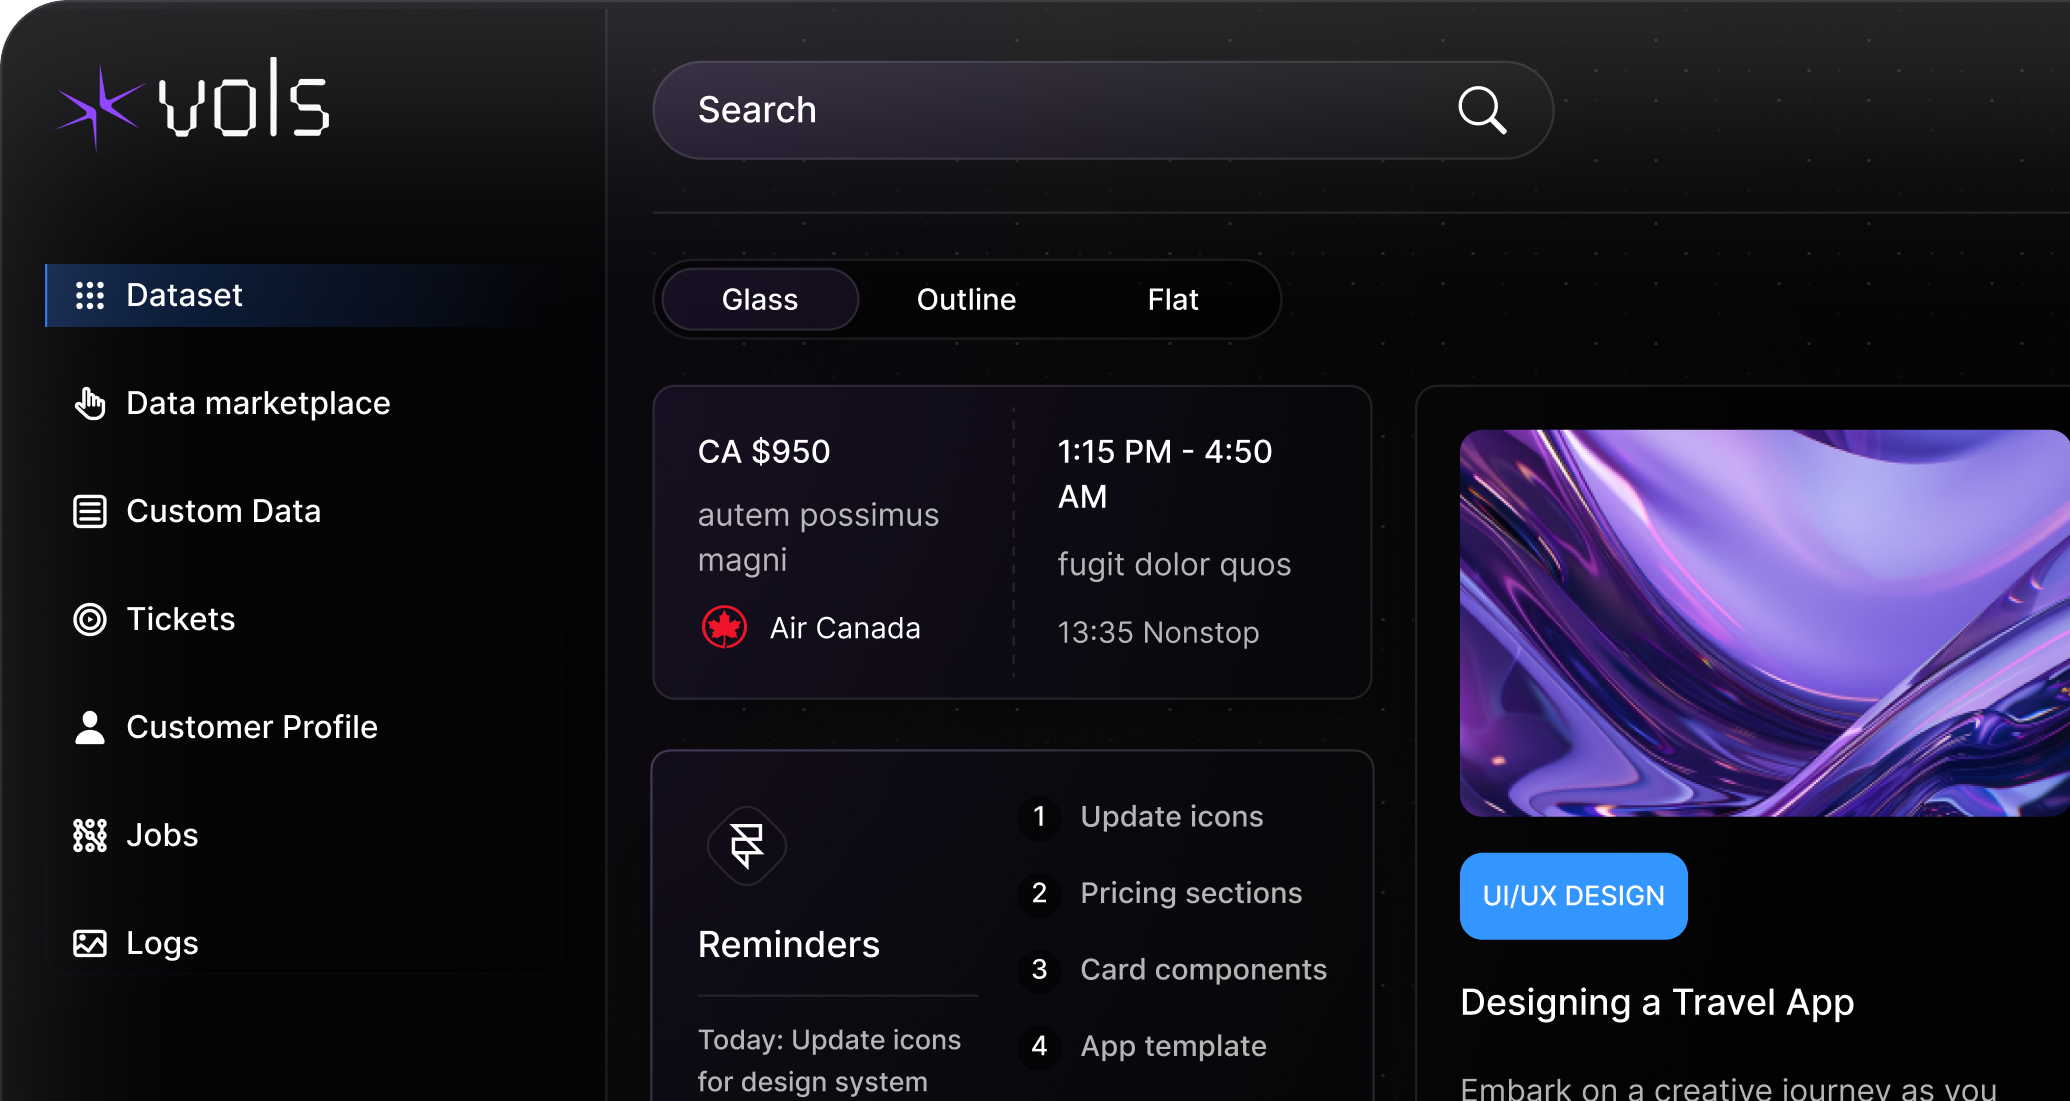 vols
Search
Dataset
Data marketplace
Custom Data
Tickets
Customer Profile
Jobs
Logs
Glass
Outline
Flat
CA $950
autem possimus
magni
Air Canada
1:15 PM - 4:50
AM
fugit dolor quos
13:35 Nonstop
Reminders
Today: Update icons
for design system
1 Update icons
2 Pricing sections
3 Card components
4 App template
UI/UX DESIGN
Designing a Travel App
Embark on a creative journey as you